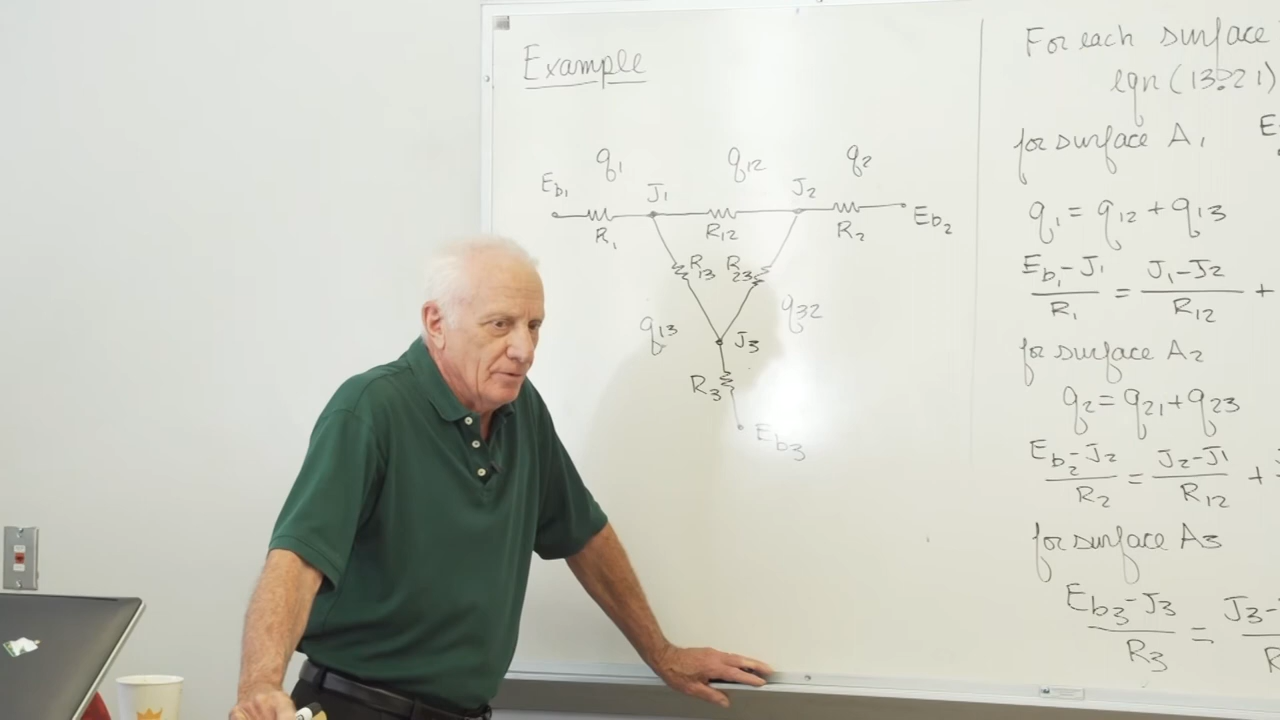 Example
q1 q12 q2
Eb1 J1 J2
R1 R12 R2 Eb2
R13 R23
q13 q32
J3
R3
Eb3
For each surface
eqn (13.21)
for surface A1
q1 = q12 + q13
Eb1-J1 / R1 = J1-J2 / R12 +
for surface A2
q2 = q21 + q23
Eb2-J2 / R2 = J2-J1 / R12 +
for surface A3
Eb3-J3 / R3 = J3-